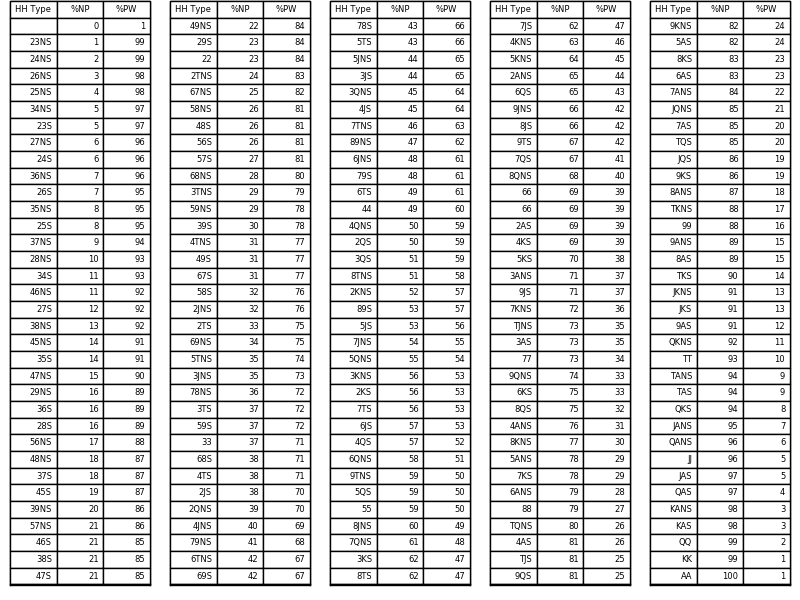 HH Type %NP %PW HH Type %NP %PW HH Type %NP %PW HH Type %NP %PW HH Type %NP %PW
0 1 49NS 22 84 78S 43 66 7JS 62 47 9KNS 82 24
23NS 1 99 29S 23 84 5TS 43 66 4KNS 63 46 5AS 82 24
24NS 2 99 22 23 84 5JNS 44 65 5KNS 64 45 8KS 83 23
26NS 3 98 2TNS 24 83 3JS 44 65 2ANS 65 44 6AS 83 23
25NS 4 98 67NS 25 82 3QNS 45 64 6QS 65 43 7ANS 84 22
34NS 5 97 58NS 26 81 4JS 45 64 9JNS 66 42 JQNS 85 21
23S 5 97 48S 26 81 7TNS 46 63 8JS 66 42 7AS 85 20
27NS 6 96 56S 26 81 89NS 47 62 9TS 67 42 TQS 85 20
24S 6 96 57S 27 81 6JNS 48 61 7QS 67 41 JQS 86 19
36NS 7 96 68NS 28 80 79S 48 61 8QNS 68 40 9KS 86 19
26S 7 95 3TNS 29 79 6TS 49 61 66 69 39 8ANS 87 18
35NS 8 95 59NS 29 78 44 49 60 66 69 39 TKNS 88 17
25S 8 95 39S 30 78 4QNS 50 59 2AS 69 39 99 88 16
37NS 9 94 4TNS 31 77 2QS 50 59 4KS 69 39 9ANS 89 15
28NS 10 93 49S 31 77 3QS 51 59 5KS 70 38 8AS 89 15
34S 11 93 67S 31 77 8TNS 51 58 3ANS 71 37 TKS 90 14
46NS 11 92 58S 32 76 2KNS 52 57 9JS 71 37 JKNS 91 13
27S 12 92 2JNS 32 76 89S 53 57 7KNS 72 36 JKS 91 13
38NS 13 92 2TS 33 75 5JS 53 56 TJNS 73 35 9AS 91 12
45NS 14 91 69NS 34 75 7JNS 54 55 3AS 73 35 QKNS 92 11
35S 14 91 5TNS 35 74 5QNS 55 54 77 73 34 TT 93 10
47NS 15 90 3JNS 35 73 3KNS 56 53 9QNS 74 33 TANS 94 9
29NS 16 89 78NS 36 72 2KS 56 53 6KS 75 33 TAS 94 9
36S 16 89 3TS 37 72 7TS 56 53 8QS 75 32 QKS 94 8
28S 16 89 59S 37 72 6JS 57 53 4ANS 76 31 JANS 95 7
56NS 17 88 33 37 71 4QS 57 52 8KNS 77 30 QANS 96 6
48NS 18 87 68S 38 71 6QNS 58 51 5ANS 78 29 JJ 96 5
37S 18 87 4TS 38 71 9TNS 59 50 7KS 78 29 JAS 97 5
45S 19 87 2JS 38 70 5QS 59 50 6ANS 79 28 QAS 97 4
39NS 20 86 2QNS 39 70 55 59 50 88 79 27 KANS 98 3
57NS 21 86 4JNS 40 69 8JNS 60 49 TQNS 80 26 KAS 98 3
46S 21 85 79NS 41 68 7QNS 61 48 4AS 81 26 QQ 99 2
38S 21 85 6TNS 42 67 3KS 62 47 TJS 81 25 KK 99 1
47S 21 85 69S 42 67 8TS 62 47 9QS 81 25 AA 100 1